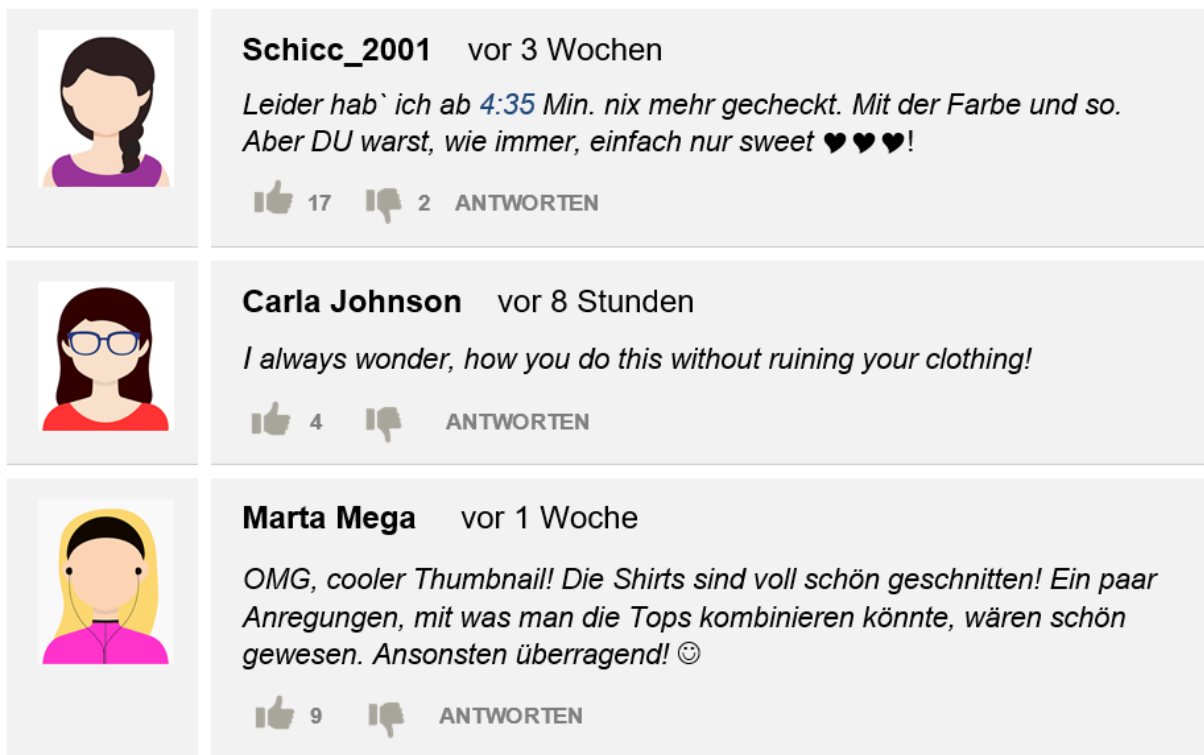 Schicc_2001 vor 3 Wochen
Leider hab` ich ab 4:35 Min. nix mehr gecheckt. Mit der Farbe und so.
Aber DU warst, wie immer, einfach nur sweet ♥ ♥ ♥!
17 2 ANTWORTEN
Carla Johnson vor 8 Stunden
I always wonder, how you do this without ruining your clothing!
4 ANTWORTEN
Marta Mega vor 1 Woche
OMG, cooler Thumbnail! Die Shirts sind voll schön geschnitten! Ein paar
Anregungen, mit was man die Tops kombinieren könnte, wären schön
gewesen. Ansonsten überragend! ☺
9 ANTWORTEN